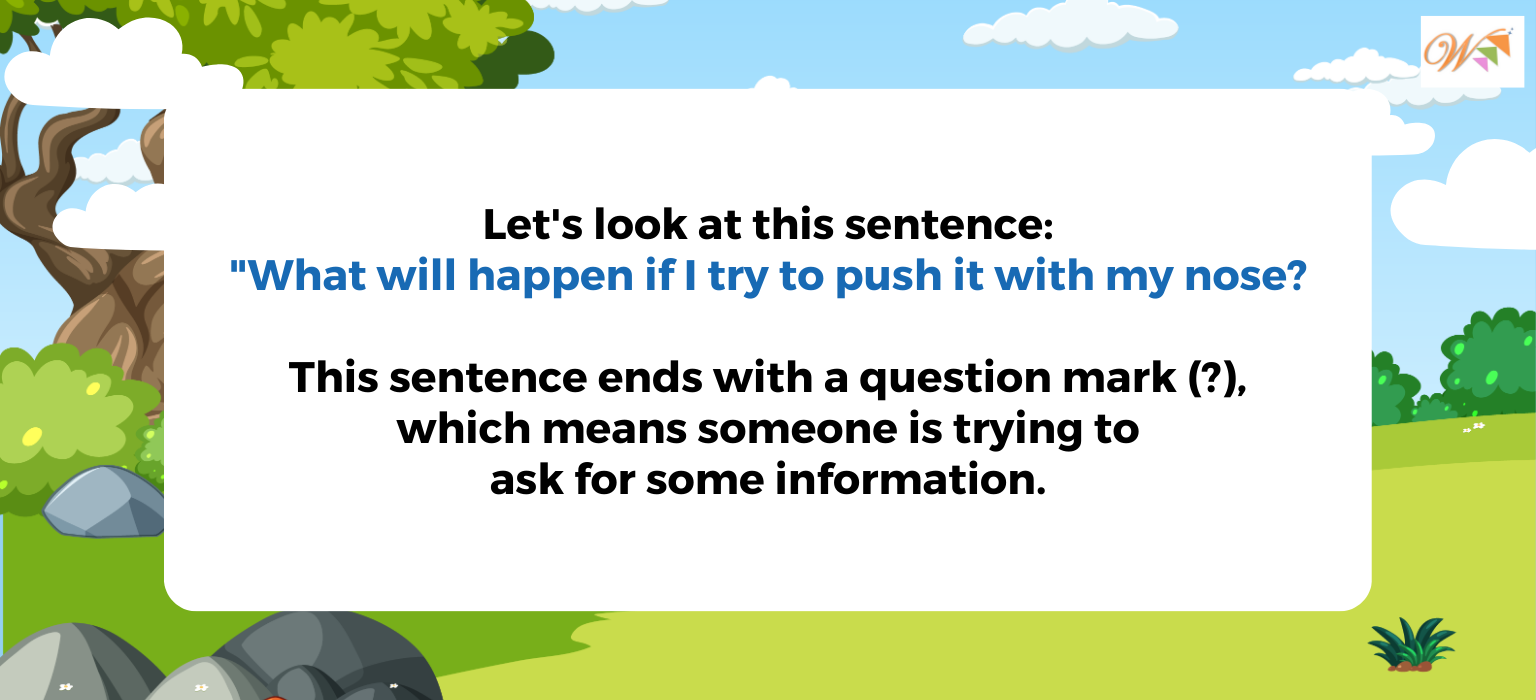 W
Let's look at this sentence:
"What will happen if I try to push it with my nose?
This sentence ends with a question mark (?),
which means someone is trying to
ask for some information.